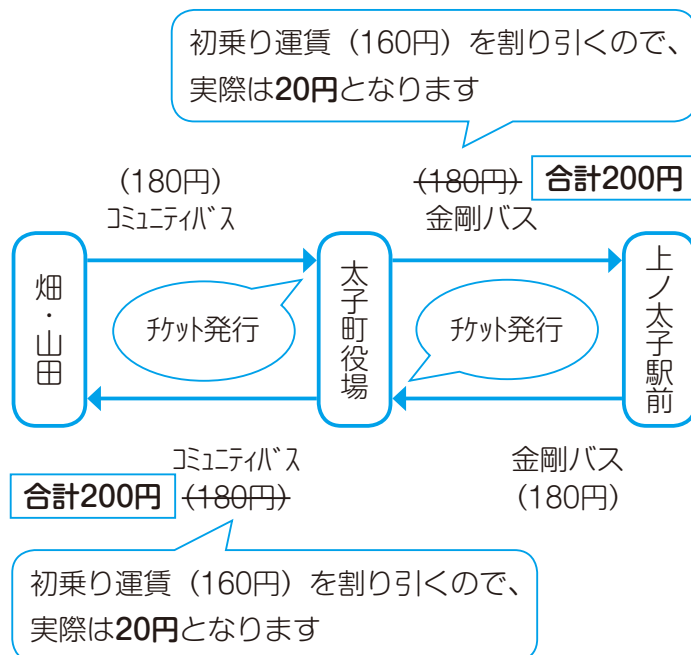 初乗り運賃（160円）を割り引くので、
実際は20円となります
(180円)
ｺﾐｭﾆﾃｨﾊﾞｽ
(180円)
合計200円
金剛バス
畑・山田
チケット発行
太子町役場
チケット発行
上ノ太子駅前
ｺﾐｭﾆﾃｨﾊﾞｽ
合計200円
(180円)
金剛バス
(180円)
初乗り運賃（160円）を割り引くので、
実際は20円となります